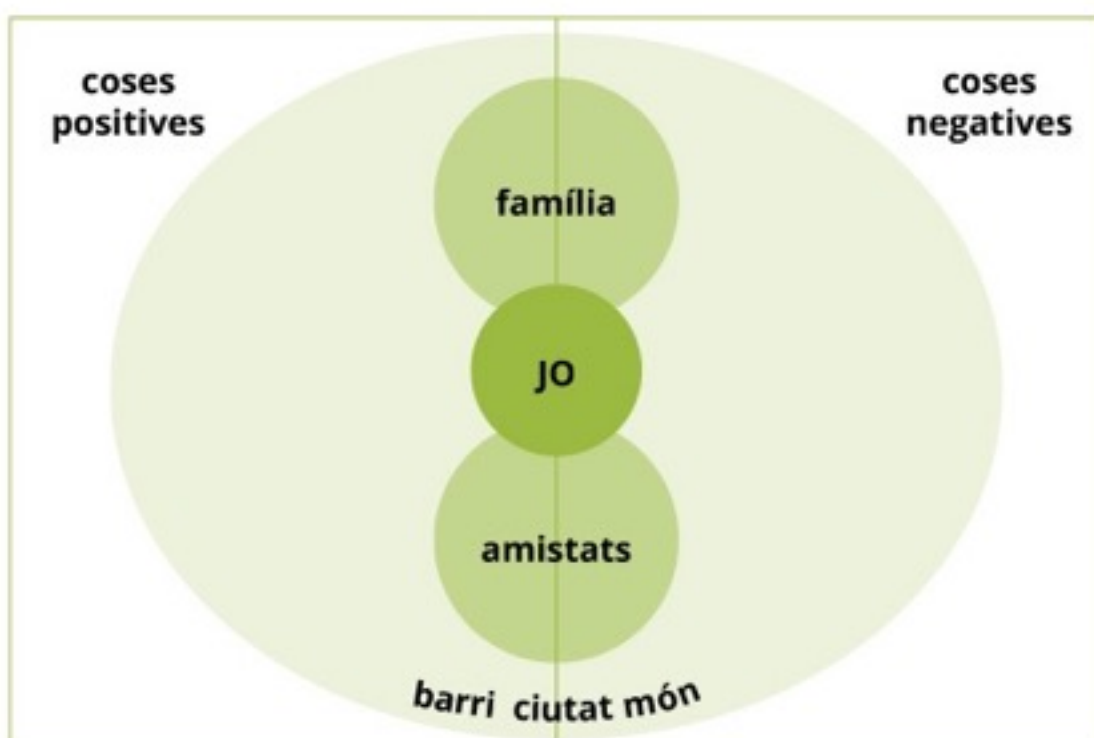 coses
positives
coses
negatives
família
JO
amistats
barri ciutat món